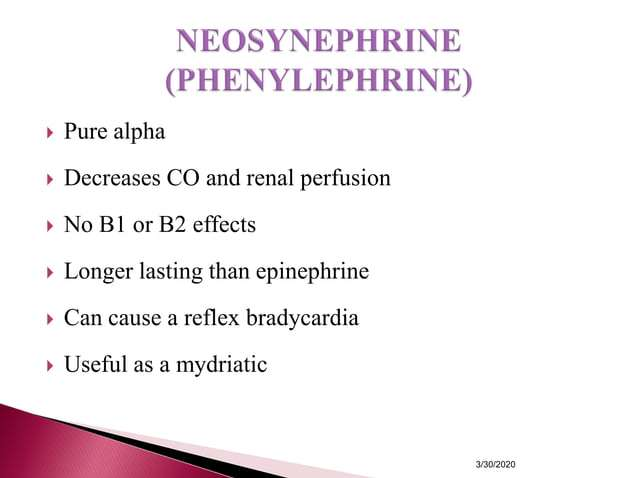 NEOSYNEPHRINE
(PHENYLEPHRINE)
Pure alpha
Decreases CO and renal perfusion
No B1 or B2 effects
Longer lasting than epinephrine
Can cause a reflex bradycardia
Useful as a mydriatic
3/30/2020